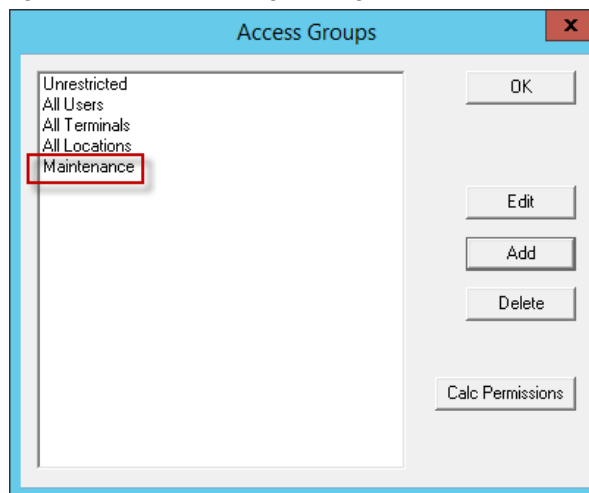 Access Groups
x
Unrestricted
All Users
All Terminals
All Locations
Maintenance
OK
Edit
Add
Delete
Calc Permissions